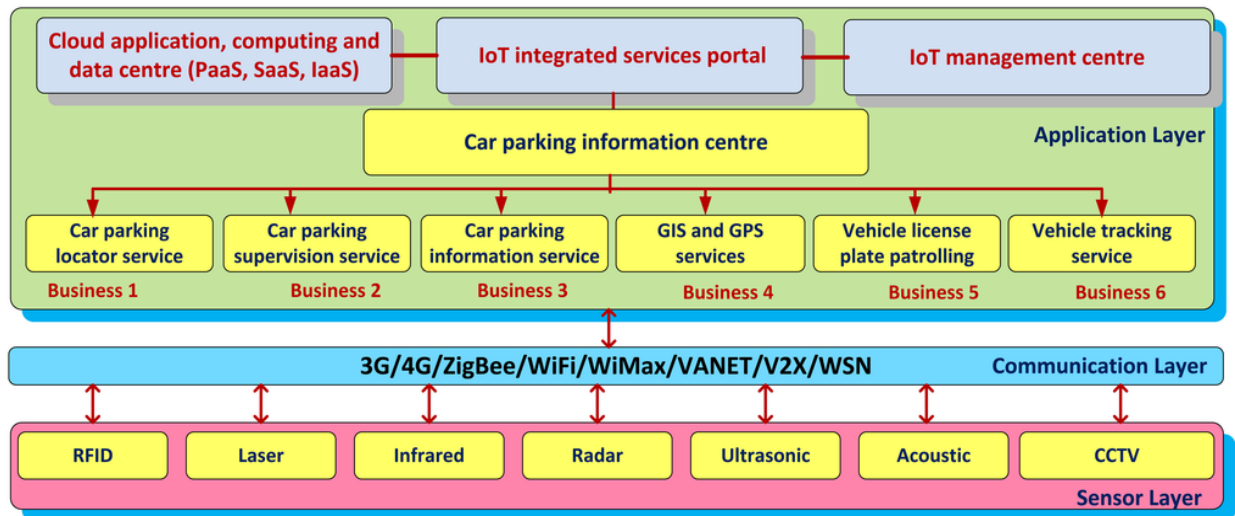 Cloud application, computing and
data centre (PaaS, SaaS, IaaS)
IoT integrated services portal
IoT management centre
Car parking information centre
Application Layer
Car parking
locator service
Car parking
supervision service
Car parking
information service
GIS and GPS
services
Vehicle license
plate patrolling
Vehicle tracking
service
Business 1
Business 2
Business 3
Business 4
Business 5
Business 6
3G/4G/ZigBee/WiFi/WiMax/VANET/V2X/WSN
Communication Layer
RFID
Laser
Infrared
Radar
Ultrasonic
Acoustic
CCTV
Sensor Layer